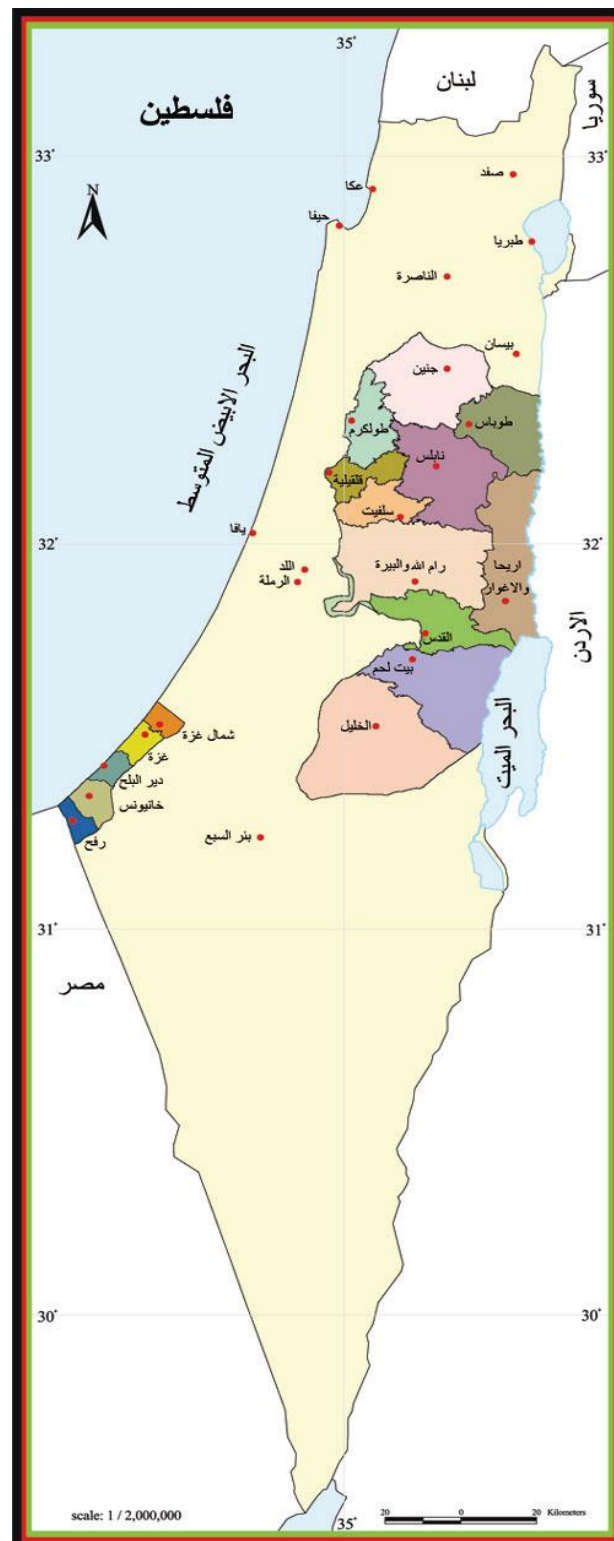 35˚
لبنان
سوريا
فلسطين
33˚
33˚
صفد
عكا
N
حيفا
طبريا
الناصرة
بيسان
جنين
البحر الابيض المتوسط
طولكرم
طوباس
نابلس
قلقيلية
سلفيت
يافا
32˚
32˚
اللد
رام الله والبيرة
اريحا
والاغوار
الرملة
الاردن
القدس
بيت لحم
البحر الميت
الخليل
شمال غزة
غزة
دير البلح
خانيونس
رفح
بئر السبع
31˚
31˚
مصر
30˚
30˚
scale: 1 / 2,000,000
35˚
20 0 20 Kilometers